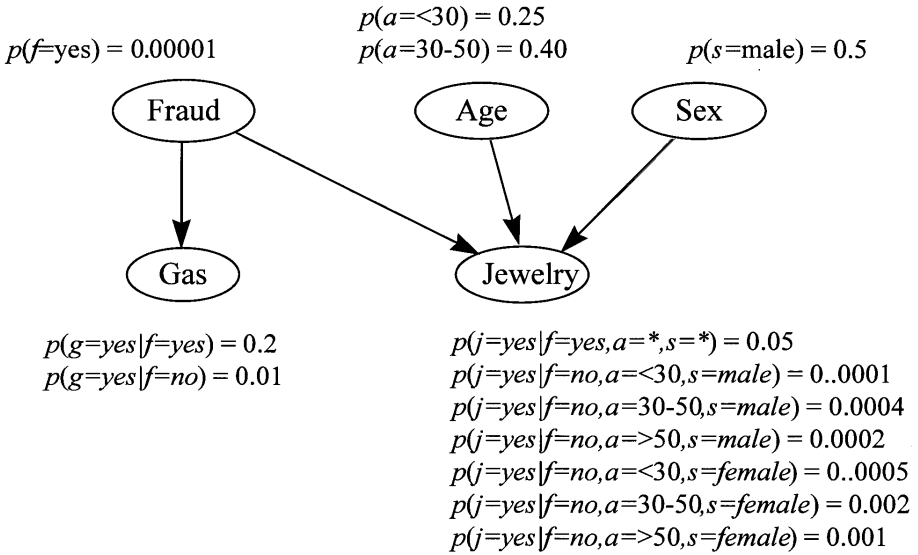 p(a=<30) = 0.25
p(f=yes) = 0.00001
p(a=30-50) = 0.40
p(s=male) = 0.5
Fraud
Age
Sex
Gas
Jewelry
p(g=yes|f=yes) = 0.2
p(g=yes|f=no) = 0.01
p(j=yes|f=yes,a=*,s=*) = 0.05
p(j=yes|f=no,a=<30,s=male) = 0..0001
p(j=yes|f=no,a=30-50,s=male) = 0.0004
p(j=yes|f=no,a=>50,s=male) = 0.0002
p(j=yes|f=no,a=<30,s=female) = 0..0005
p(j=yes|f=no,a=30-50,s=female) = 0.002
p(j=yes|f=no,a=>50,s=female) = 0.001